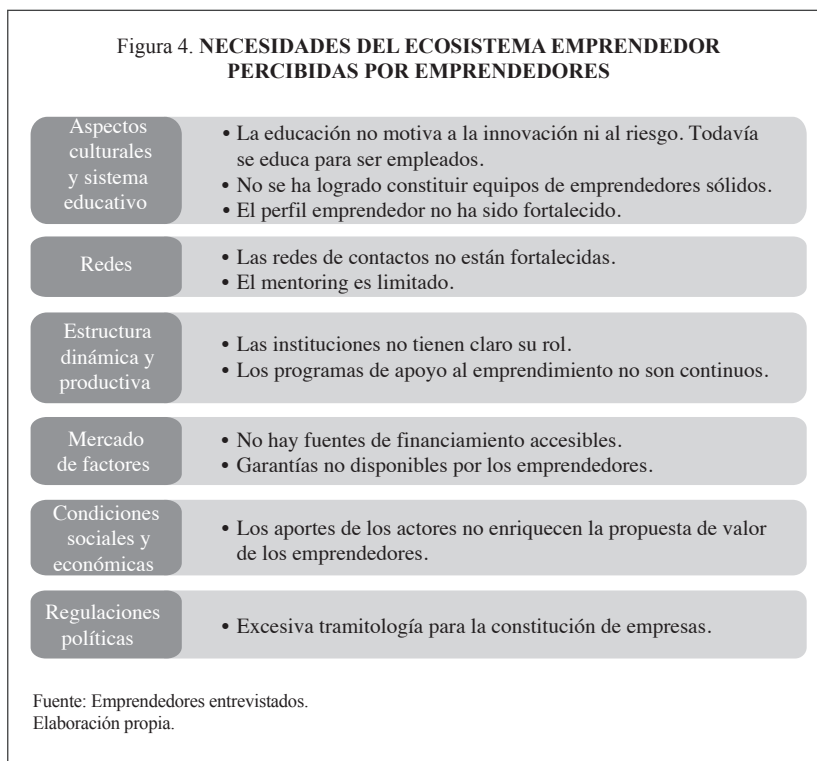 Figura 4. NECESIDADES DEL ECOSISTEMA EMPRENDEDOR
PERCIBIDAS POR EMPRENDEDORES
Aspectos
culturales
y sistema
educativo
• La educación no motiva a la innovación ni al riesgo. Todavía
se educa para ser empleados.
• No se ha logrado constituir equipos de emprendedores sólidos.
• El perfil emprendedor no ha sido fortalecido.
Redes
• Las redes de contactos no están fortalecidas.
• El mentoring es limitado.
Estructura
dinámica y
productiva
• Las instituciones no tienen claro su rol.
• Los programas de apoyo al emprendimiento no son continuos.
Mercado
de factores
• No hay fuentes de financiamiento accesibles.
• Garantías no disponibles por los emprendedores.
Condiciones
sociales y
económicas
• Los aportes de los actores no enriquecen la propuesta de valor
de los emprendedores.
Regulaciones
políticas
• Excesiva tramitología para la constitución de empresas.
Fuente: Emprendedores entrevistados.
Elaboración propia.